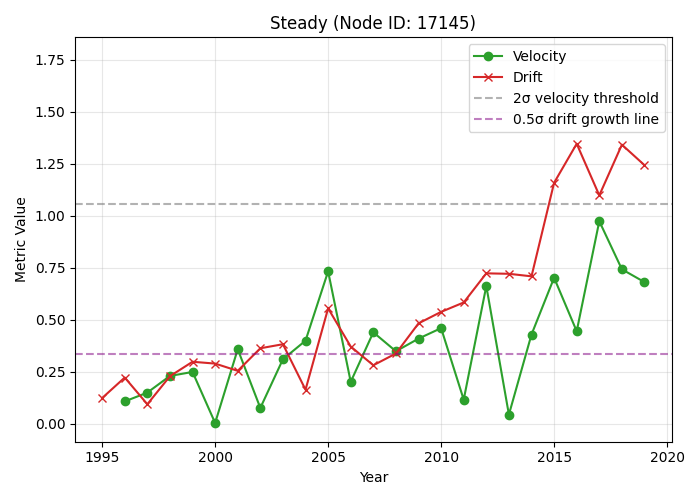 Steady (Node ID: 17145)
Velocity
Drift
2σ velocity threshold
0.5σ drift growth line
Metric Value
1.75
1.50
1.25
1.00
0.75
0.50
0.25
0.00
1995 2000 2005 2010 2015 2020
Year